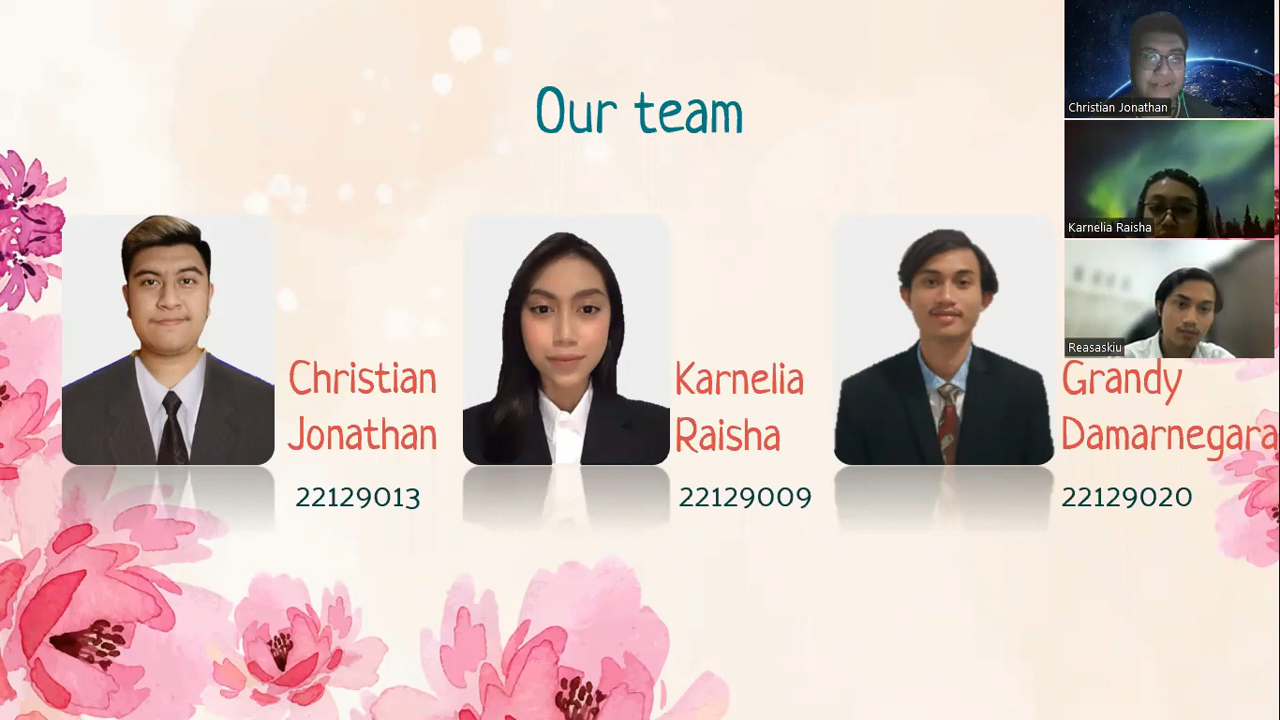 Our team
Christian
Jonathan
22129013
Karnelia
Raisha
22129009
Grandy
Damarnegara
22129020
Christian Jonathan
Karnelia Raisha
Reasaskiu